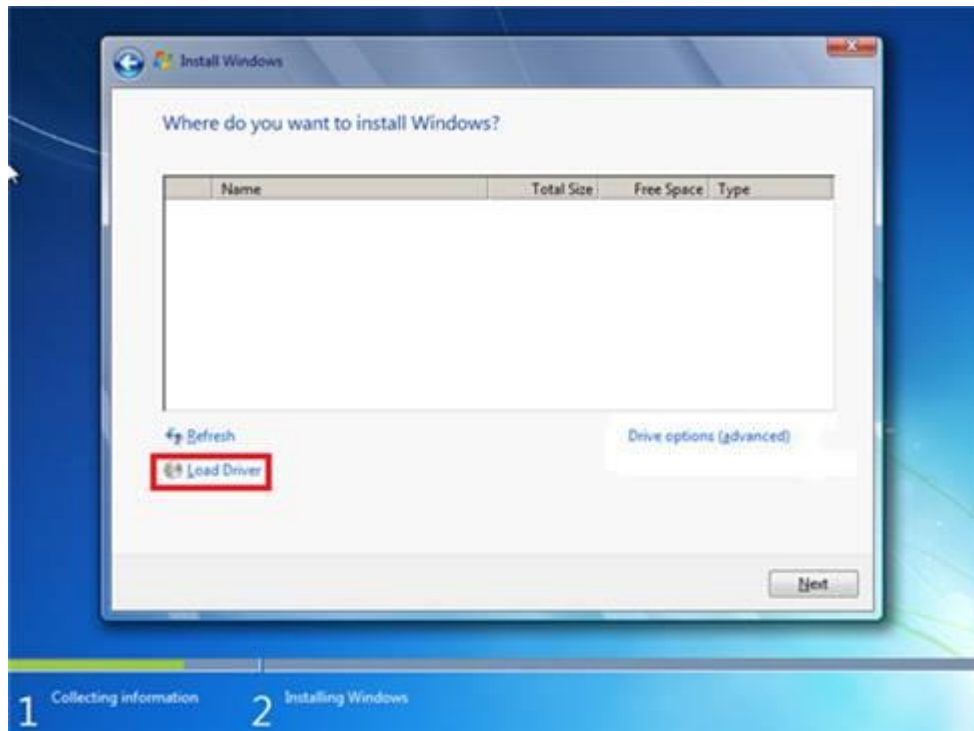 Install Windows
Where do you want to install Windows?
Name Total Size Free Space Type
Refresh Drive options (advanced)
Load Driver
Next
1 Collecting information 2 Installing Windows